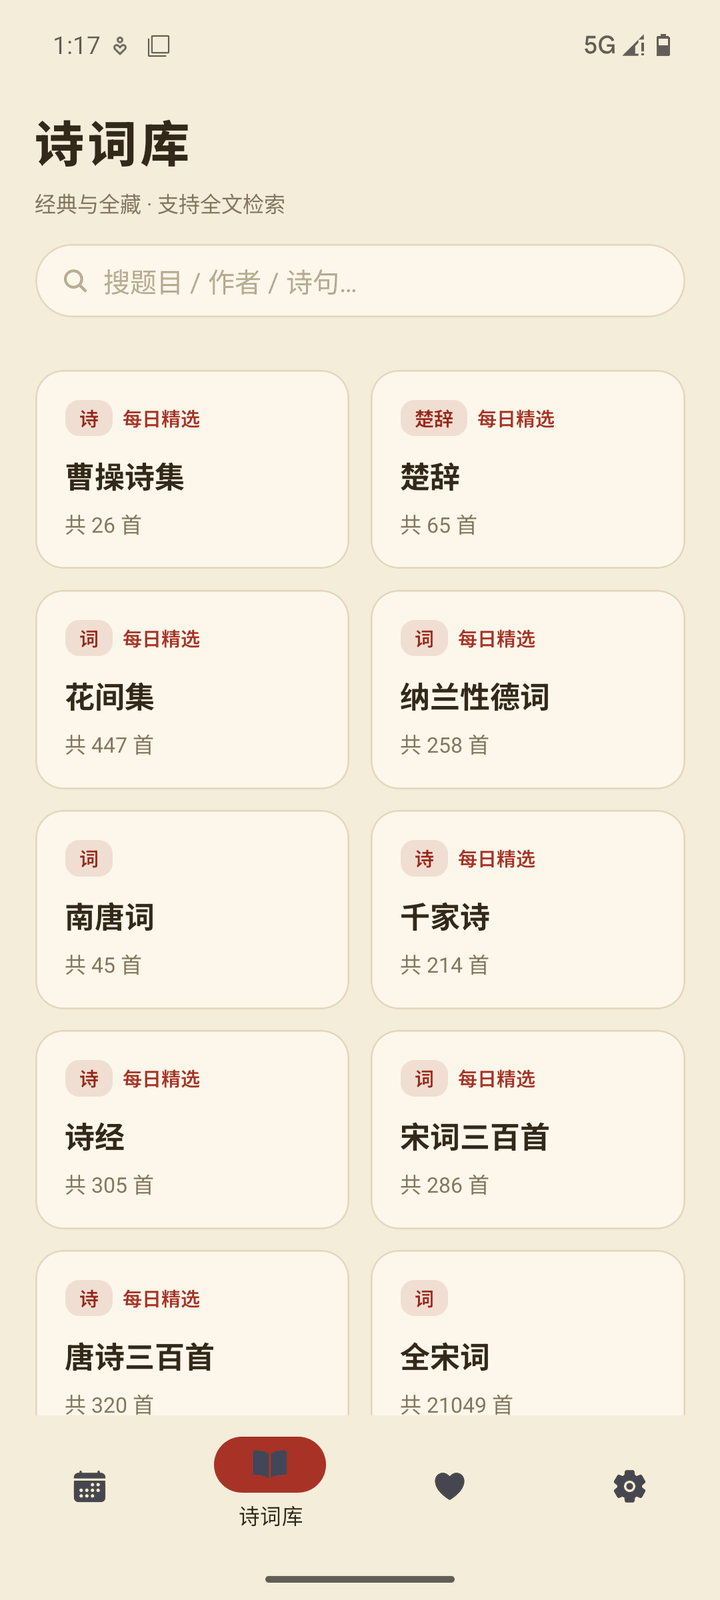 1:17 5G
诗词库
经典与全藏 · 支持全文检索
搜题目 / 作者 / 诗句...
诗 每日精选
曹操诗集
共 26 首
楚辞 每日精选
楚辞
共 65 首
词 每日精选
花间集
共 447 首
词 每日精选
纳兰性德词
共 258 首
词
南唐词
共 45 首
诗 每日精选
千家诗
共 214 首
诗 每日精选
诗经
共 305 首
词 每日精选
宋词三百首
共 286 首
诗 每日精选
唐诗三百首
共 320 首
词
全宋词
共 21049 首
诗词库